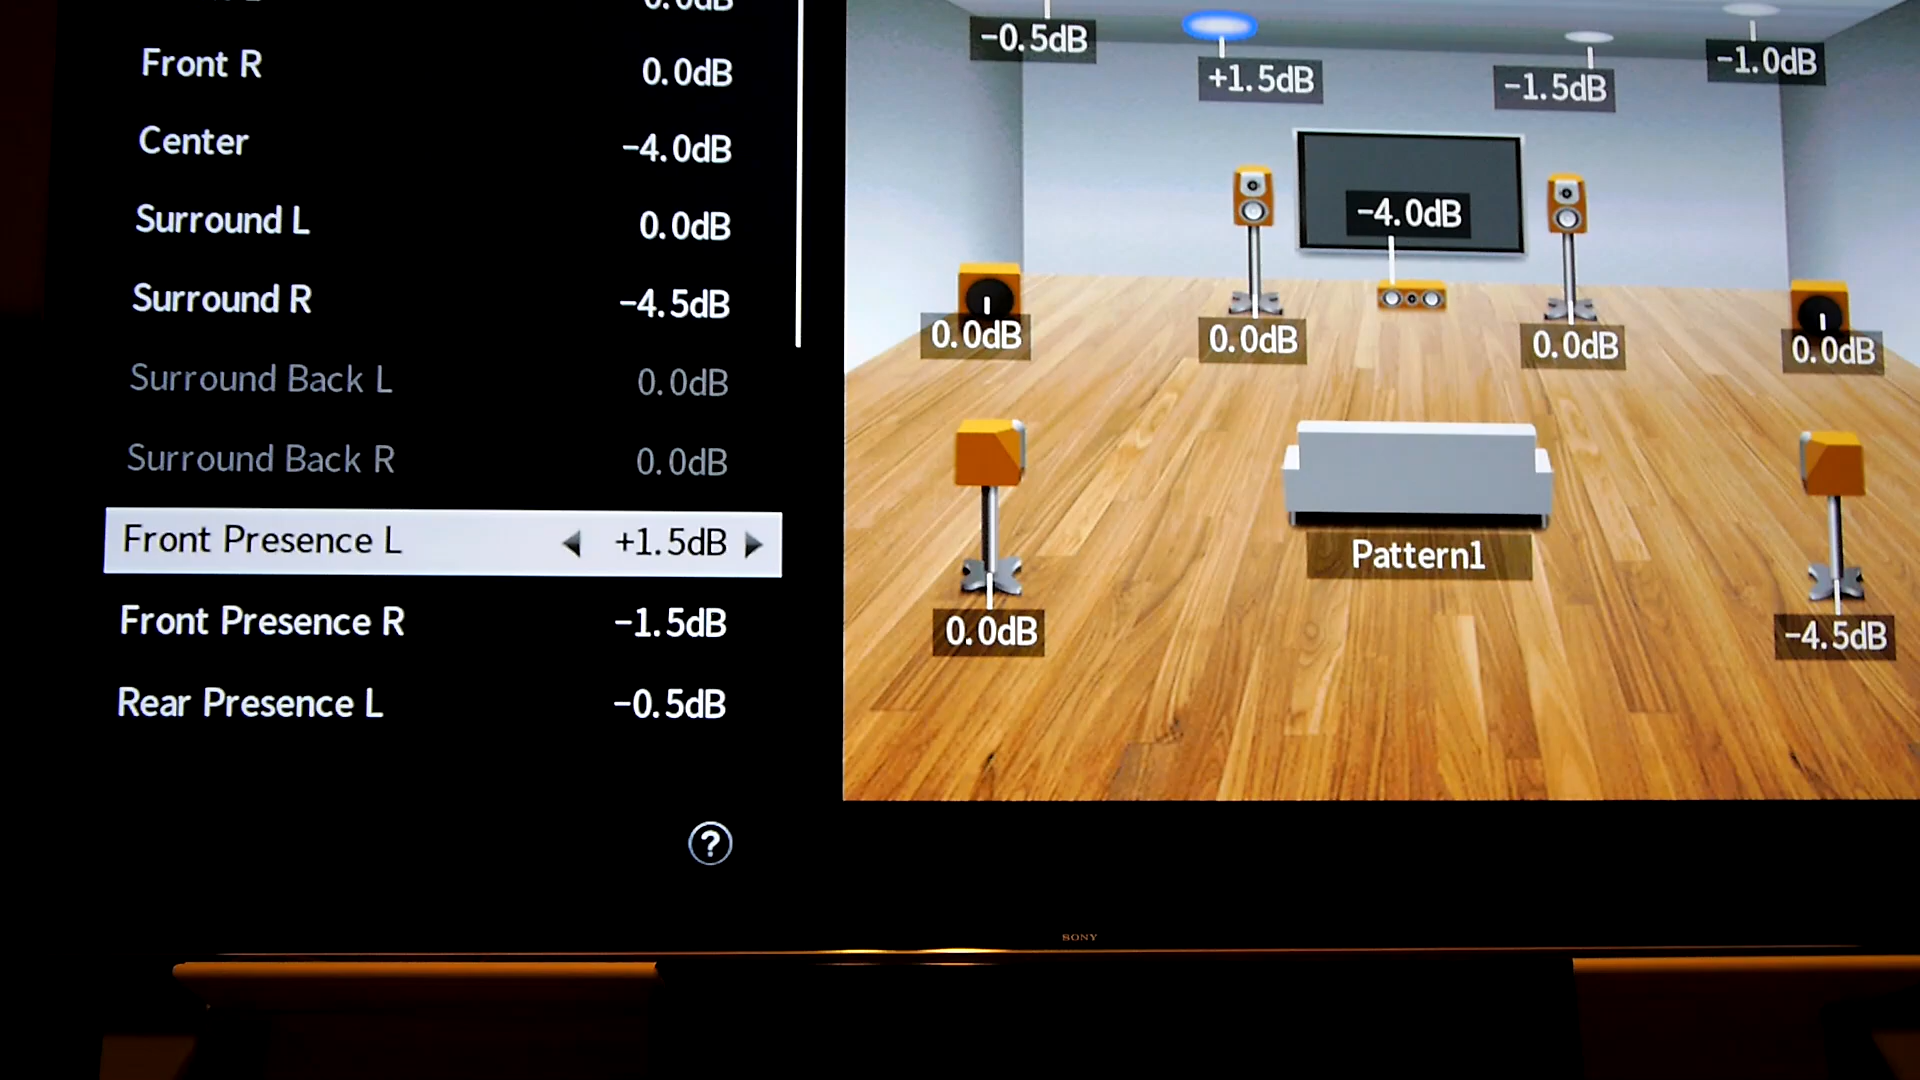 0.0dB
Front R 0.0dB
Center -4.0dB
Surround L 0.0dB
Surround R -4.5dB
Surround Back L 0.0dB
Surround Back R 0.0dB
Front Presence L +1.5dB
Front Presence R -1.5dB
Rear Presence L -0.5dB
?
-0.5dB
+1.5dB
-1.5dB
-1.0dB
-4.0dB
0.0dB
0.0dB
0.0dB
0.0dB
Pattern1
0.0dB
-4.5dB
SONY